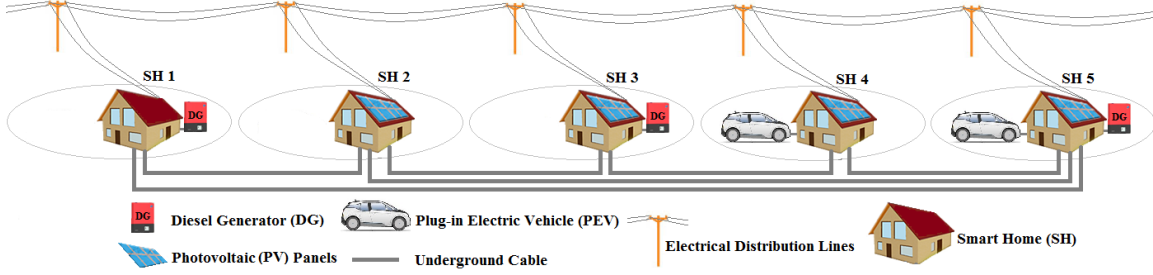 SH 1
SH 2
SH 3
SH 4
SH 5
DG
DG
DG
DG
Diesel Generator (DG)
Plug-in Electric Vehicle (PEV)
Electrical Distribution Lines
Smart Home (SH)
Photovoltaic (PV) Panels
Underground Cable